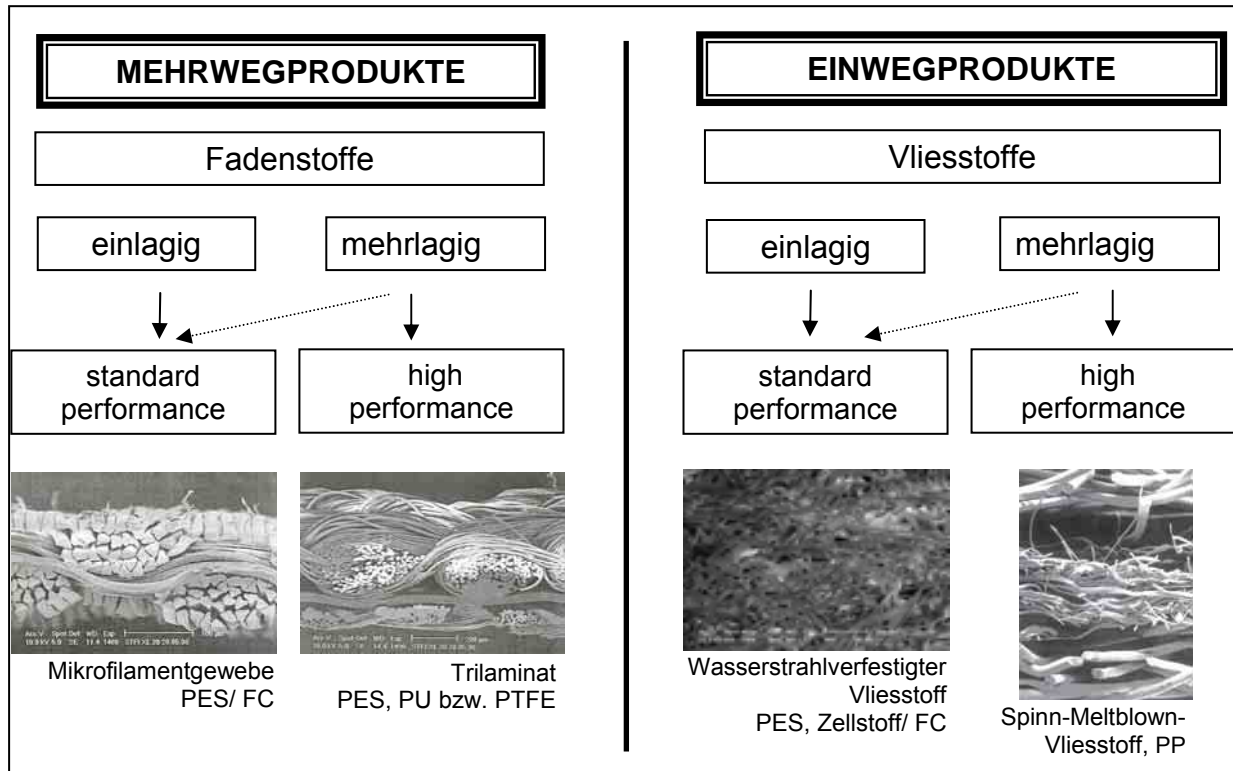 MEHRWEGPRODUKTE
Fadenstoffe
einlagig
mehrlagig
standard
performance
high
performance
Mikrofilamentgewebe
PES/ FC
Trilaminat
PES, PU bzw. PTFE
EINWEGPRODUKTE
Vliesstoffe
einlagig
mehrlagig
standard
performance
high
performance
Wasserstrahlverfestigter
Vliesstoff
PES, Zellstoff/ FC
Spinn-Meltblown-
Vliesstoff, PP